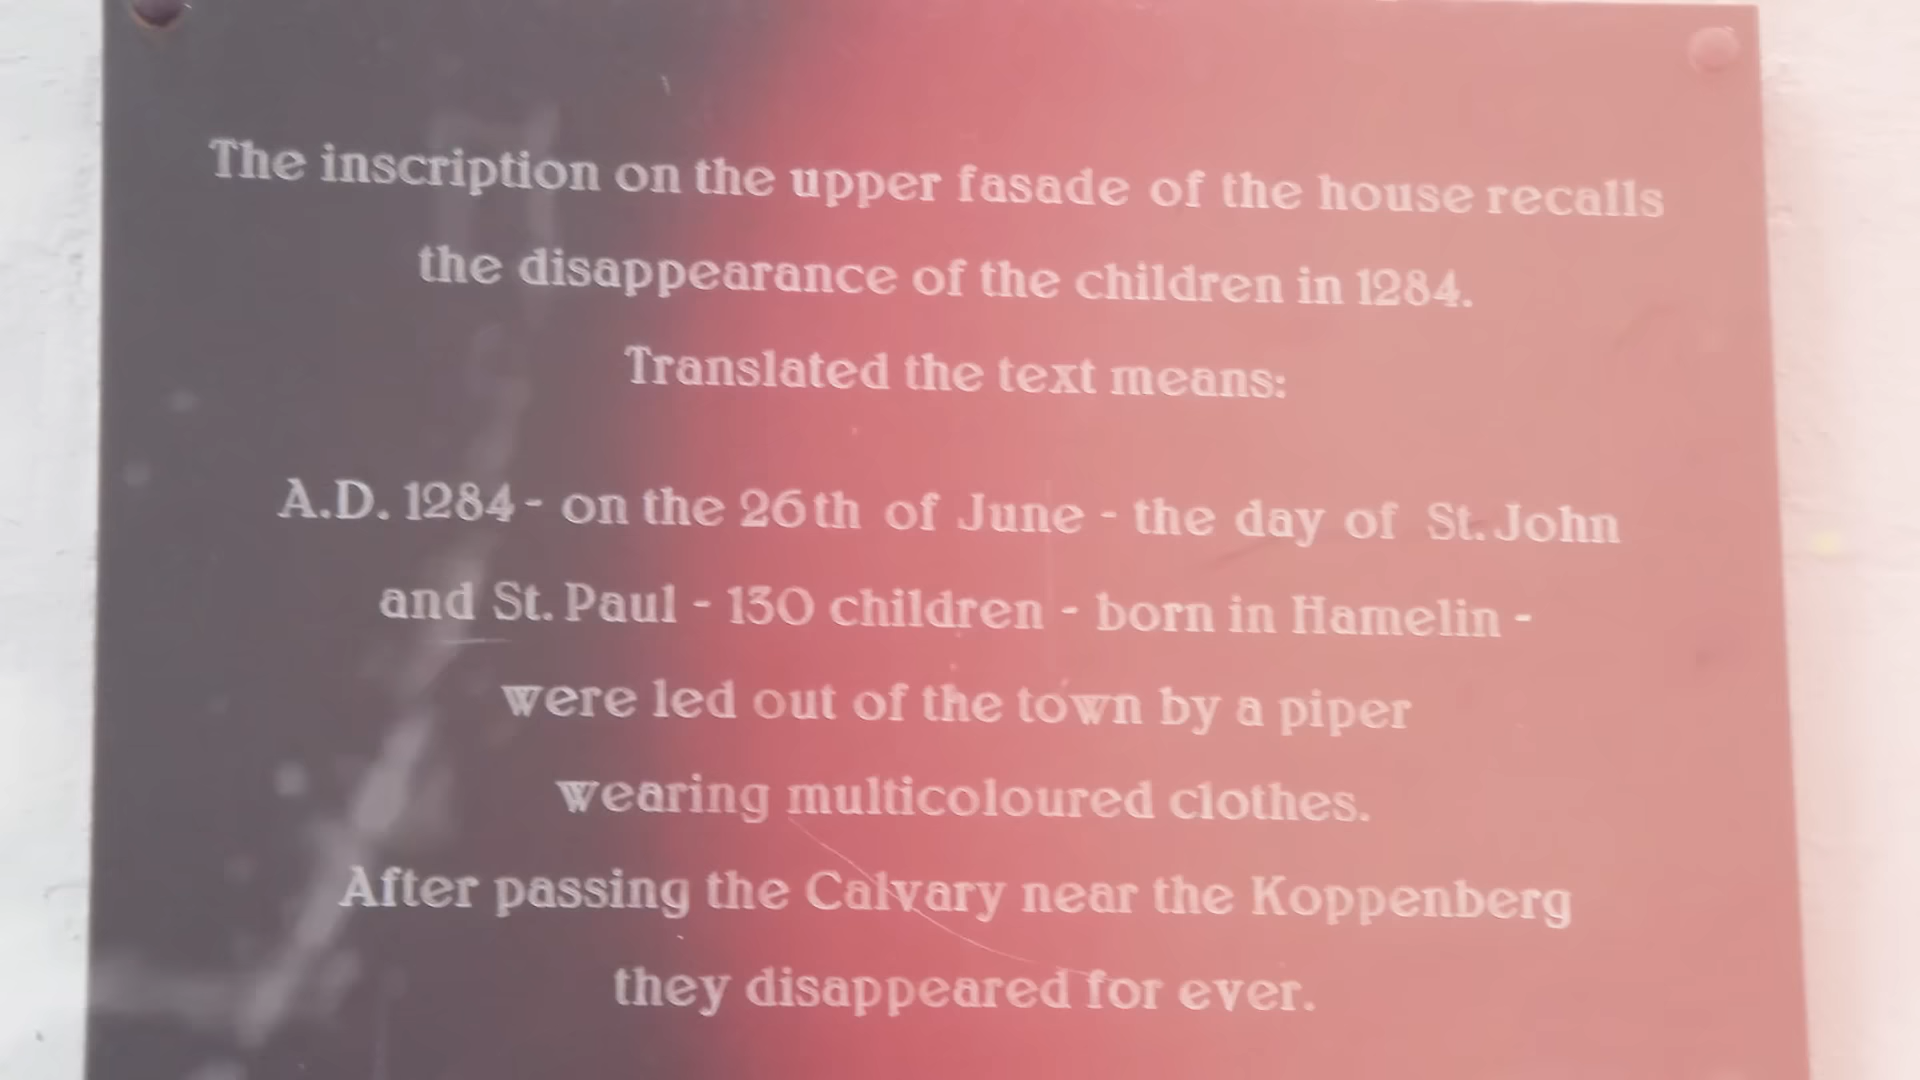 The inscription on the upper fasade of the house recalls
the disappearance of the children in 1284.
Translated the text means:
A.D. 1284 - on the 26th of June - the day of St. John
and St. Paul - 130 children - born in Hamelin -
were led out of the town by a piper
wearing multicoloured clothes.
After passing the Calvary near the Koppenberg
they disappeared for ever.